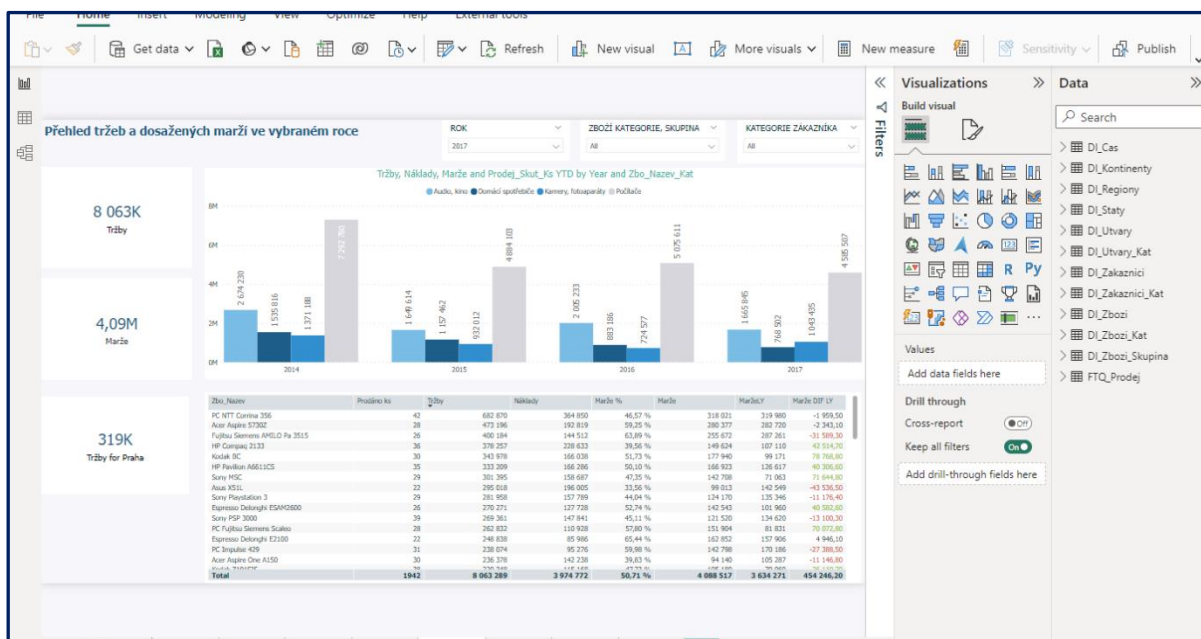 File Home Insert Modeling View Optimize Help External tools
Get data Refresh New visual More visuals New measure Sensitivity Publish
Přehled tržeb a dosažených marží ve vybraném roce
ROK
2017
ZBOŽÍ KATEGORIE, SKUPINA
All
KATEGORIE ZÁKAZNÍKA
All
8 063K
Tržby
4,09M
Marže
319K
Tržby for Praha
Tržby, Náklady, Marže and Prodej_Skut_Ks YTD by Year and Zbo_Nazev_Kat
Audio, kino Domácí spotřebiče Kamery, fotoaparáty Počítače
8M
6M
4M
2M
0M
2 674 230 1 535 816 1 371 188
1 649 614 1 157 462 932 012 4 884 103
2 005 233 883 186 724 577 5 075 611
1 665 845 768 502 1 043 435 4 585 507
2014 2015 2016 2017
Zbo_Nazev Prodáno ks Tržby Náklady Marže % Marže MaržeLY Marže DIF LY
PC NTT Corrina 356 42 682 870 364 850 46,57 % 318 021 319 980 -1 959,50
Acer Aspire 5730Z 28 473 196 192 819 59,25 % 280 377 282 720 -2 343,10
Fujitsu Siemens AMILO Pa 3515 26 400 184 144 512 63,89 % 255 672 287 261 -31 589,30
HP Compaq 2133 36 378 257 228 633 39,56 % 149 624 107 110 42 514,70
Kodak BC 30 343 978 166 038 51,73 % 177 940 99 171 78 768,80
HP Pavilion A6611CS 35 333 209 166 286 50,10 % 166 923 126 617 40 306,60
Sony MSC 29 301 395 158 687 47,35 % 142 708 71 063 71 644,80
Asus X51L 22 295 018 196 005 33,56 % 99 013 142 549 -43 536,50
Sony Playstation 3 29 281 958 157 789 44,04 % 124 170 135 346 -11 176,40
Espresso Delonghi ESAM2600 26 270 271 127 728 52,74 % 142 543 101 960 40 582,60
Sony PSP 3000 39 269 361 147 841 45,11 % 121 520 134 620 -13 100,30
PC Fujitsu Siemens Scaleo 28 262 832 110 928 57,80 % 151 904 81 831 70 072,80
Espresso Delonghi E2100 22 248 838 85 986 65,44 % 162 852 157 906 4 946,10
PC Impulse 429 31 238 074 95 276 59,98 % 142 798 170 186 -27 388,50
Acer Aspire One A150 30 236 378 142 238 39,83 % 94 140 105 287 -11 146,80
Total 1942 8 063 289 3 974 772 50,71 % 4 088 517 3 634 271 454 246,20
Filters
Visualizations
Build visual
123
R Py
Values
Add data fields here
Drill through
Cross-report Off
Keep all filters On
Add drill-through fields here
Data
Search
DI_Cas
DI_Kontinenty
DI_Regiony
DI_Staty
DI_Utvary
DI_Utvary_Kat
DI_Zakaznici
DI_Zakaznici_Kat
DI_Zbozi
DI_Zbozi_Kat
DI_Zbozi_Skupina
FTQ_Prodej